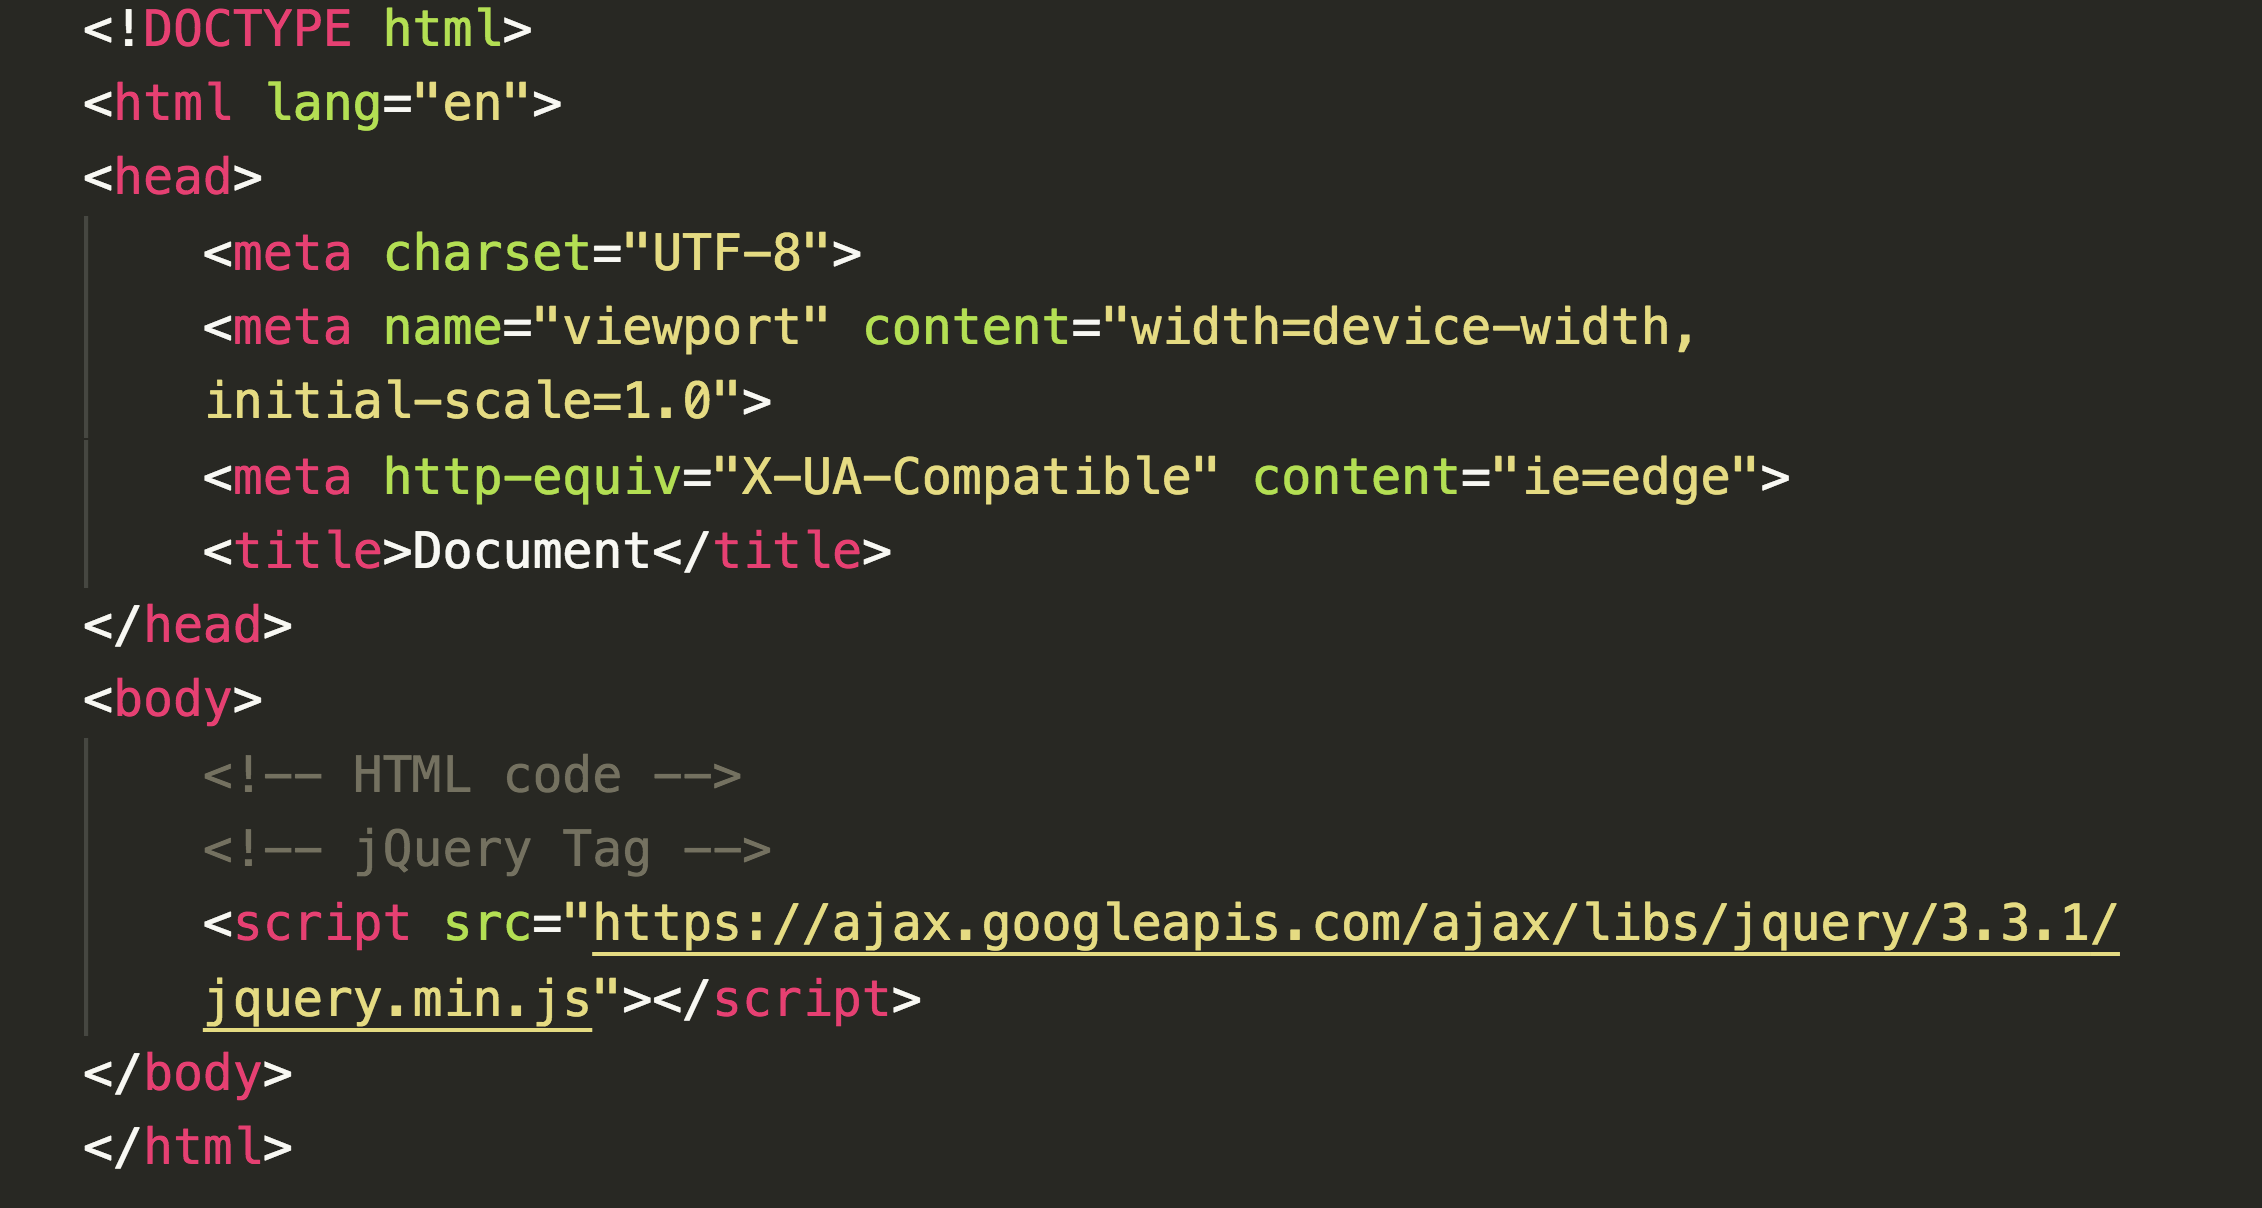 <!DOCTYPE html>
<html lang="en">
<head>
<meta charset="UTF-8">
<meta name="viewport" content="width=device-width,
initial-scale=1.0">
<meta http-equiv="X-UA-Compatible" content="ie=edge">
<title>Document</title>
</head>
<body>
<!-- HTML code -->
<!-- jQuery Tag -->
<script src="https://ajax.googleapis.com/ajax/libs/jquery/3.3.1/
jquery.min.js"></script>
</body>
</html>